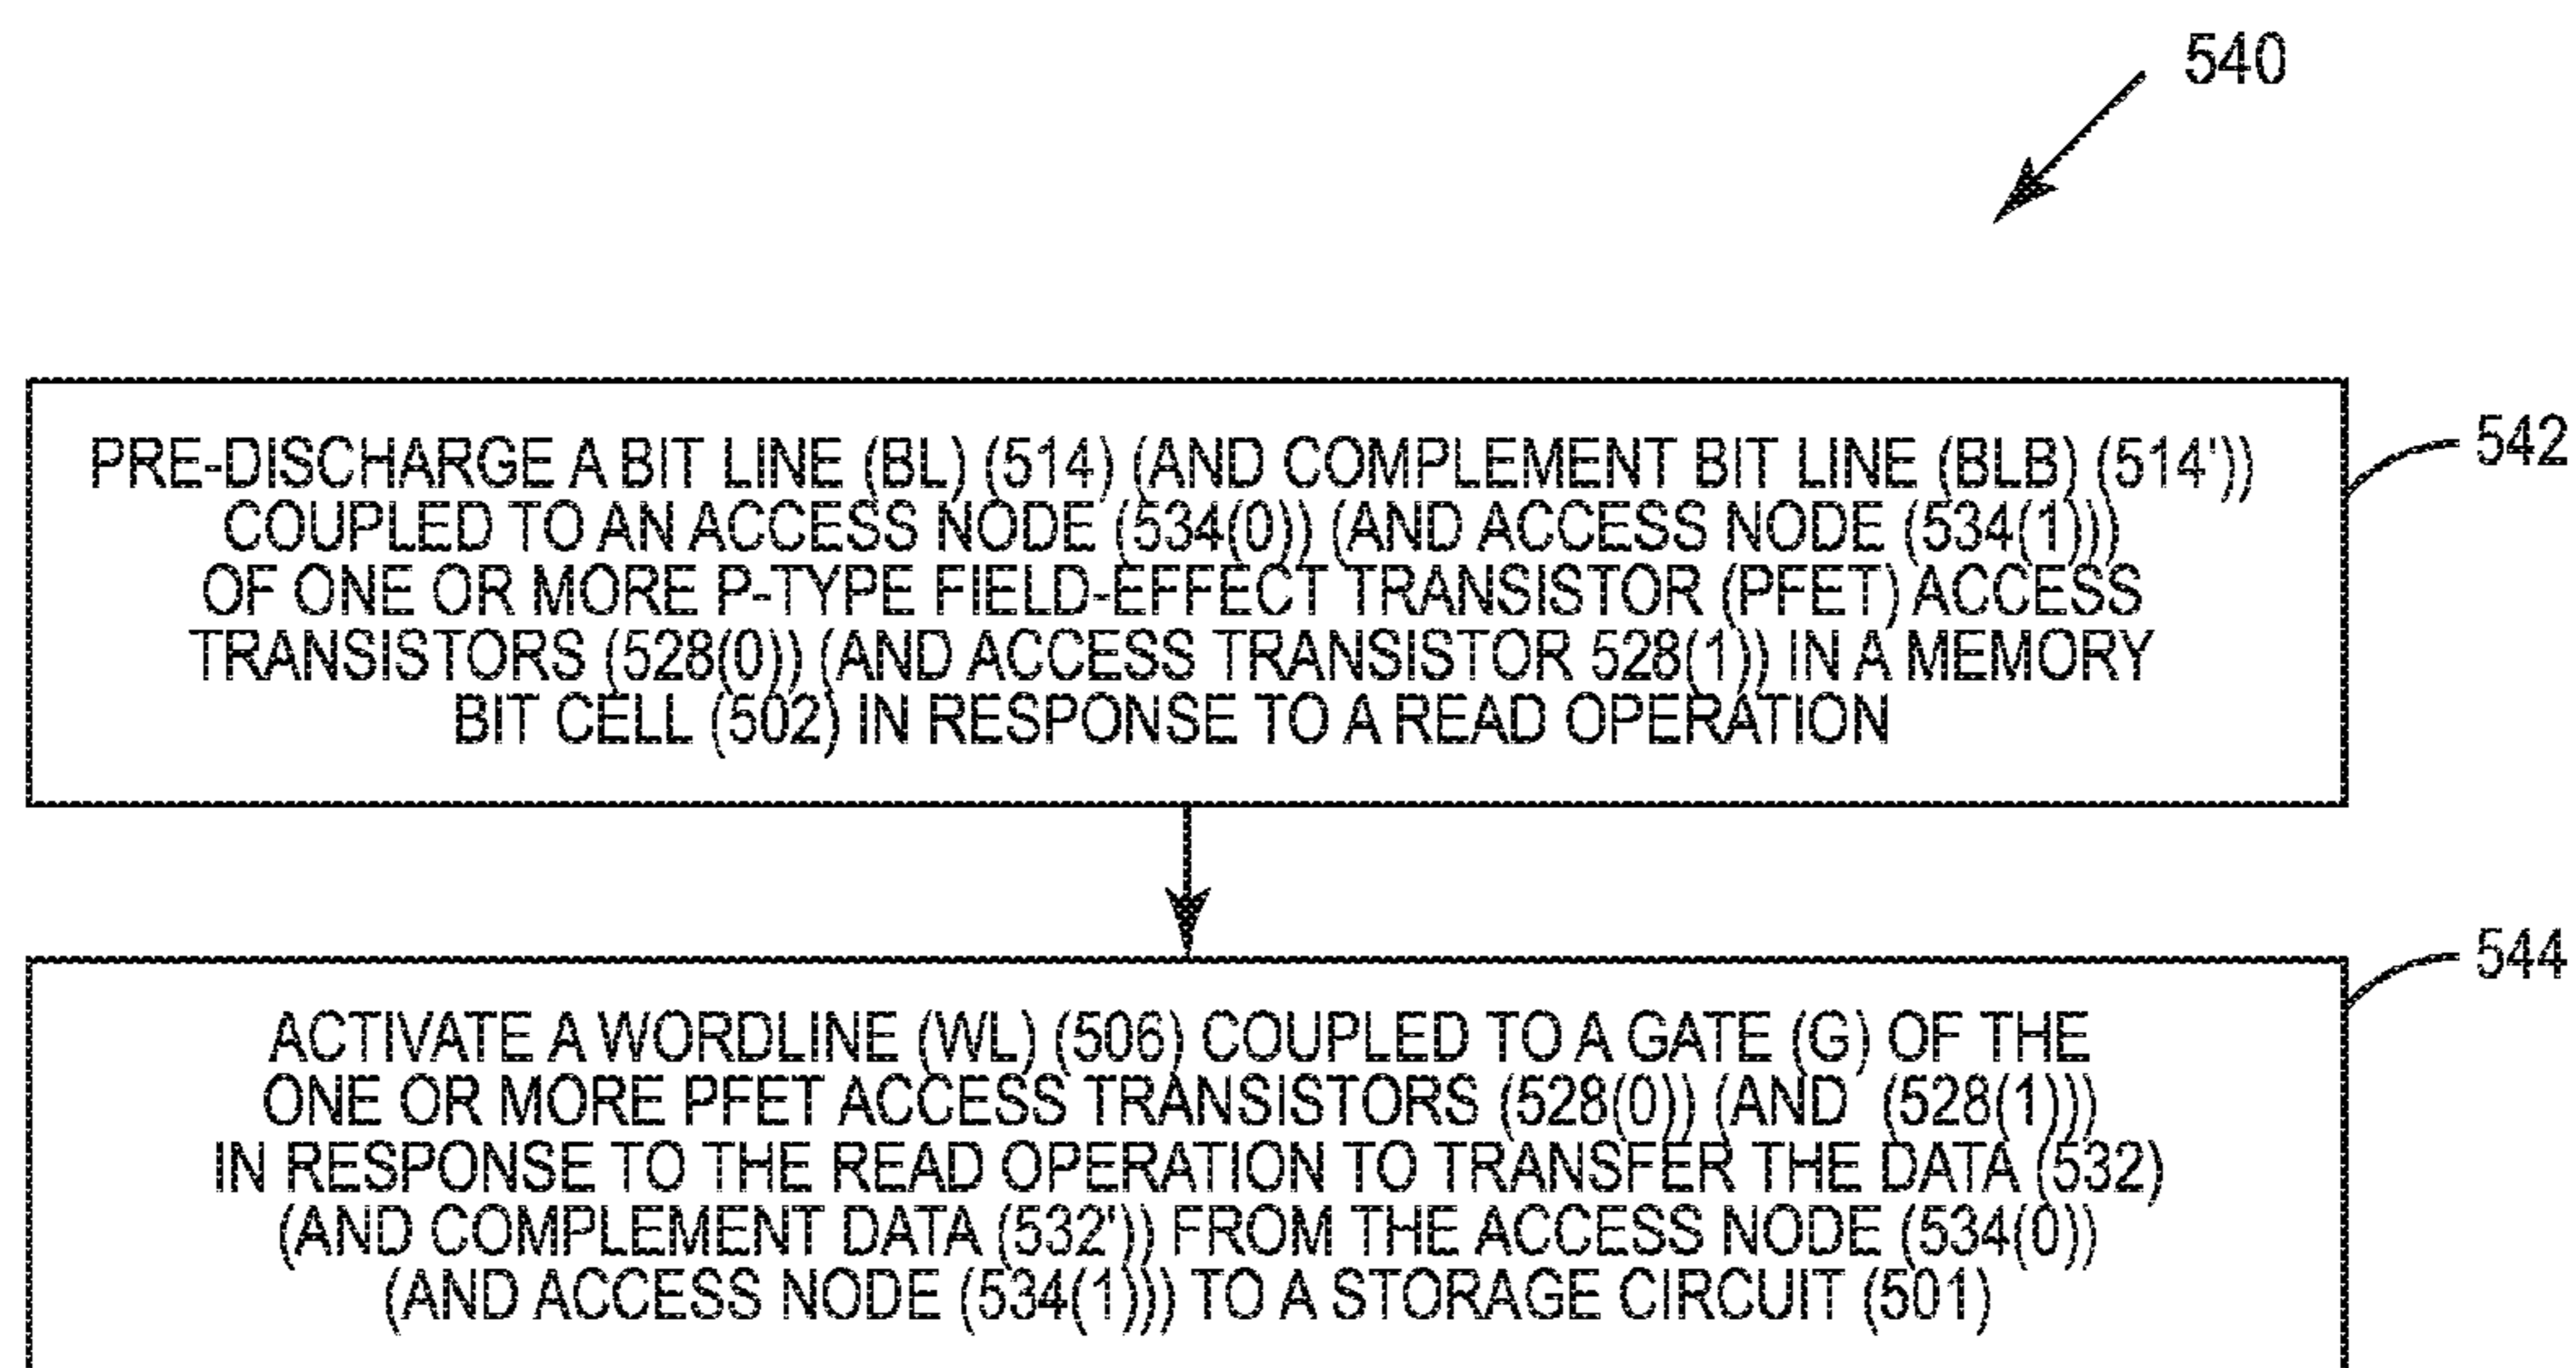 540
PRE-DISCHARGE A BIT LINE (BL) (514) (AND COMPLEMENT BIT LINE (BLB) (514'))
COUPLED TO AN ACCESS NODE (534(0)) (AND ACCESS NODE (534(1)))
OF ONE OR MORE P-TYPE FIELD-EFFECT TRANSISTOR (PFET) ACCESS
TRANSISTORS (528(0)) (AND ACCESS TRANSISTOR 528(1)) IN A MEMORY
BIT CELL (502) IN RESPONSE TO A READ OPERATION
542
ACTIVATE A WORDLINE (WL) (506) COUPLED TO A GATE (G) OF THE
ONE OR MORE PFET ACCESS TRANSISTORS (528(0)) (AND (528(1)))
IN RESPONSE TO THE READ OPERATION TO TRANSFER THE DATA (532)
(AND COMPLEMENT DATA (532')) FROM THE ACCESS NODE (534(0))
(AND ACCESS NODE (534(1))) TO A STORAGE CIRCUIT (501)
544